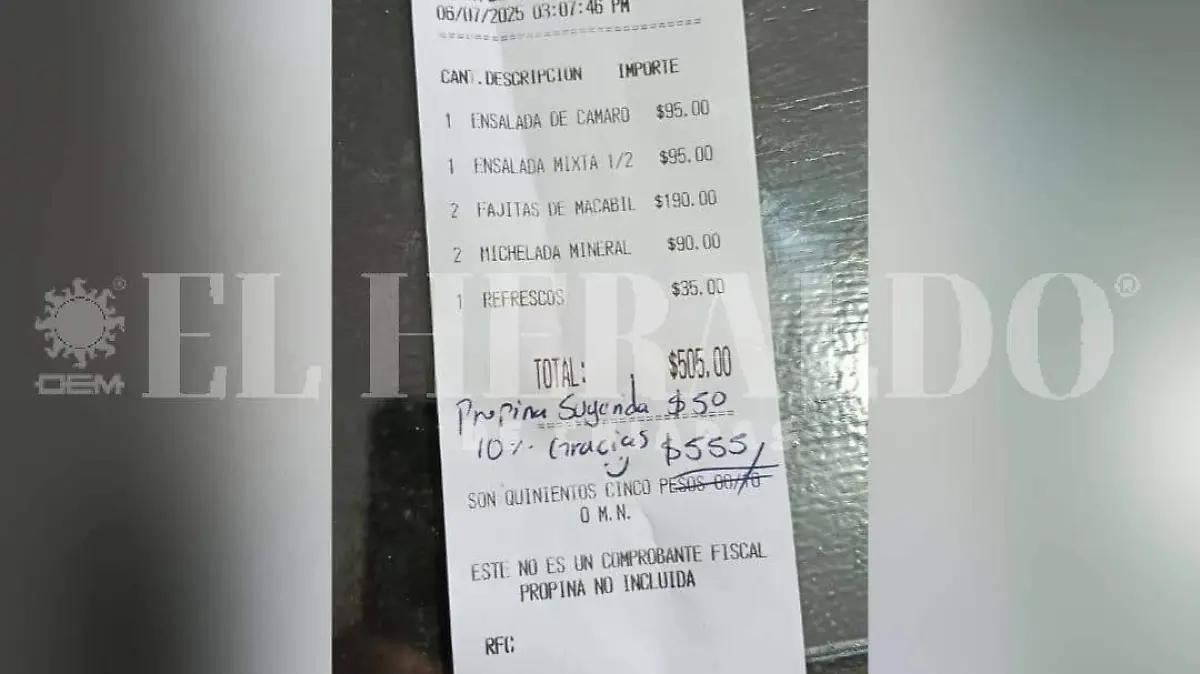 06/07/2025 03:07:46 PM
CANT.DESCRIPCION IMPORTE
1 ENSALADA DE CAMARO $95.00
1 ENSALADA MIXTA 1/2 $95.00
2 FAJITAS DE MACABIL $190.00
2 MICHELADA MINERAL $90.00
1 REFRESCOS $35.00
EL HERALDO
OEM
TOTAL: $505.00
Propina Sugerida $50
10% Gracias $555/
SON QUINIENTOS CINCO PESOS 00/10
0 M.N.
ESTE NO ES UN COMPROBANTE FISCAL
PROPINA NO INCLUIDA
RFC